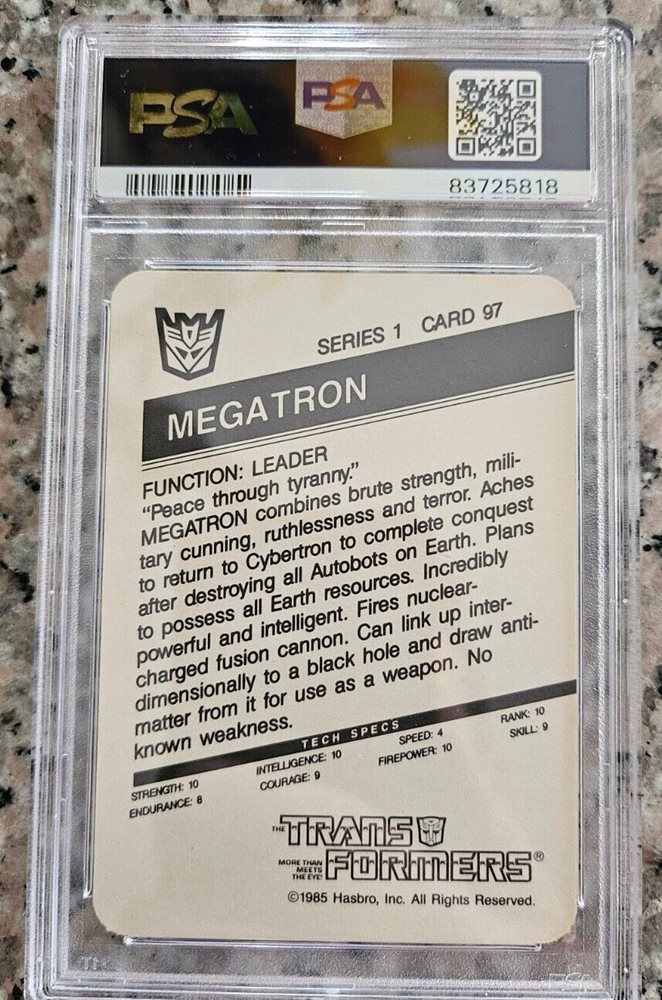 PSA
PSA
83725818
SERIES 1 CARD 97
MEGATRON
FUNCTION: LEADER
“Peace through tyranny.”
MEGATRON combines brute strength, mili-
tary cunning, ruthlessness and terror. Aches
to return to Cybertron to complete conquest
after destroying all Autobots on Earth. Plans
to possess all Earth resources. Incredibly
powerful and intelligent. Fires nuclear-
charged fusion cannon. Can link up inter-
dimensionally to a black hole and draw anti-
matter from it for use as a weapon. No
known weakness.
TECH SPECS
STRENGTH: 10 INTELLIGENCE: 10 SPEED: 4 RANK: 10
ENDURANCE: 8 COURAGE: 9 FIREPOWER: 10 SKILL: 9
THE TRANSFORMERS®
MORE THAN
MEETS
THE EYE!
©1985 Hasbro, Inc. All Rights Reserved.